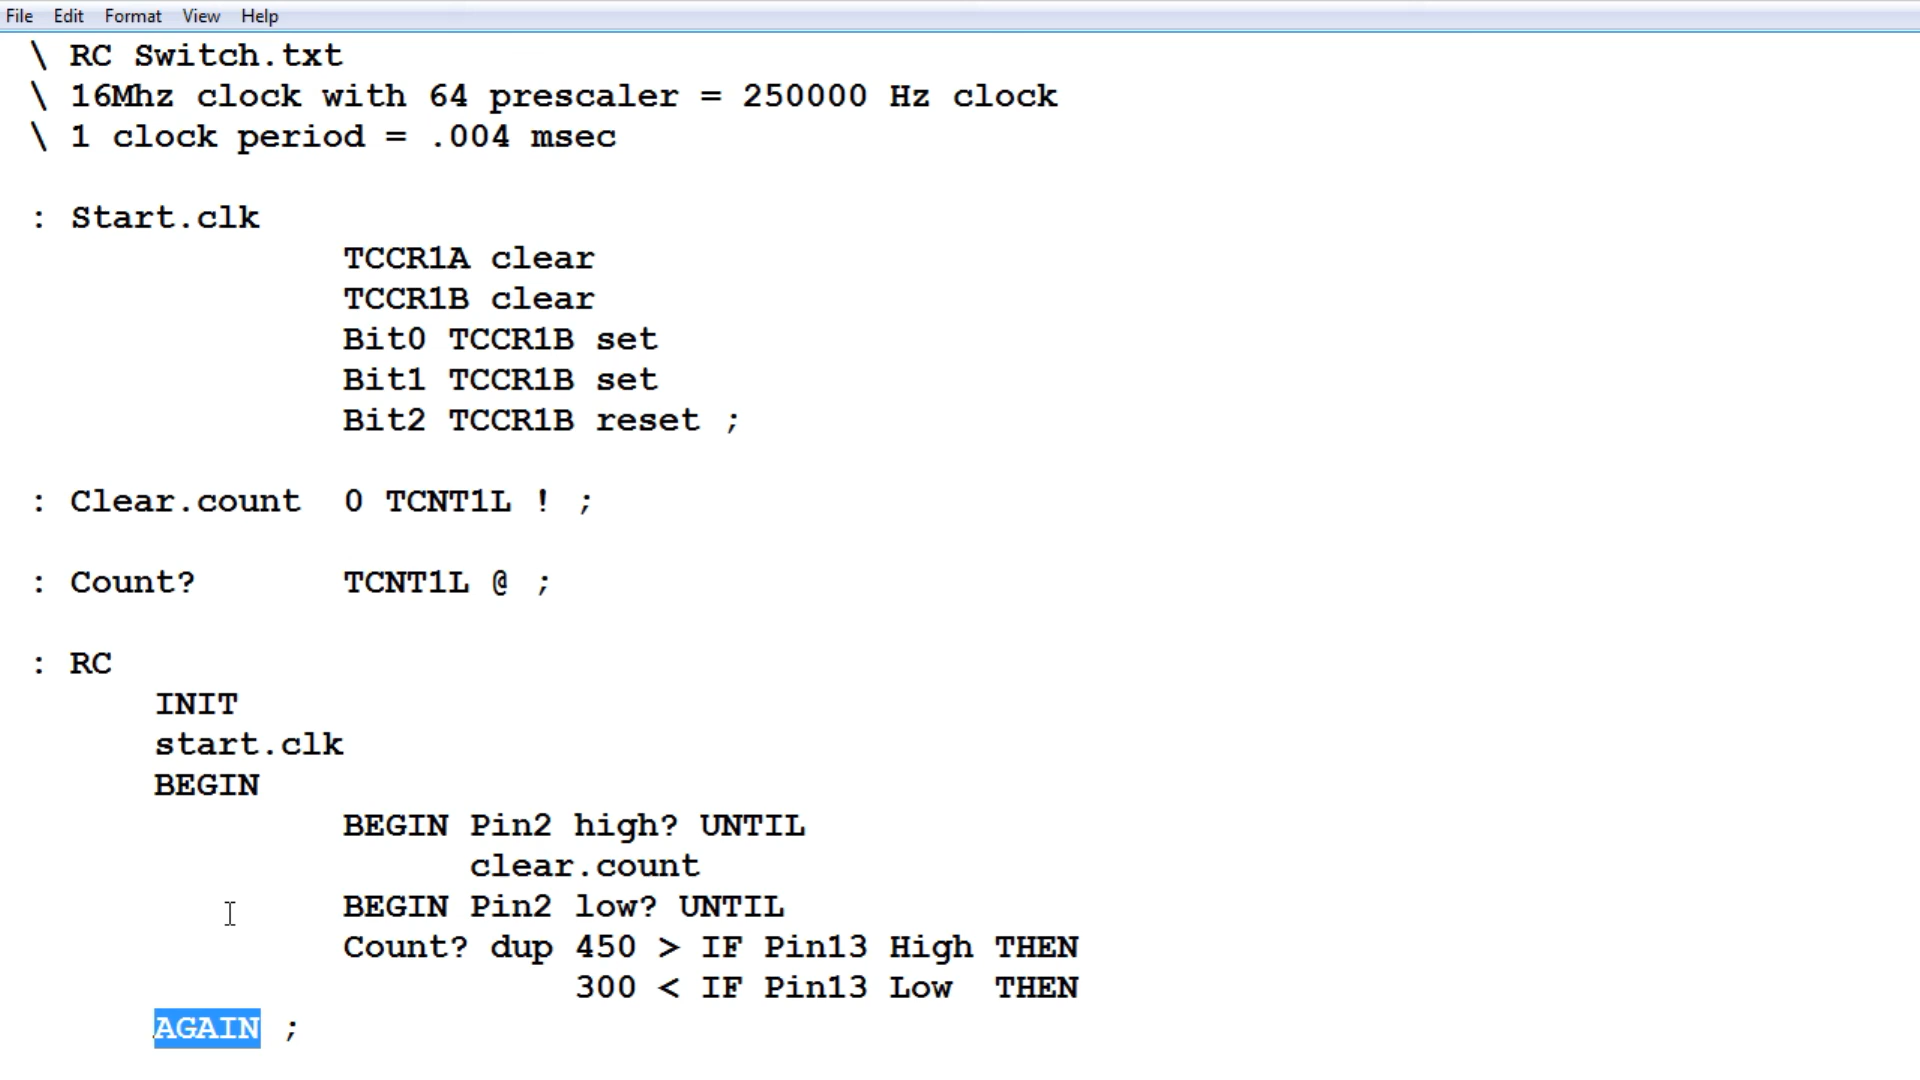 File Edit Format View Help
\ RC Switch.txt
\ 16Mhz clock with 64 prescaler = 250000 Hz clock
\ 1 clock period = .004 msec
: Start.clk
TCCR1A clear
TCCR1B clear
Bit0 TCCR1B set
Bit1 TCCR1B set
Bit2 TCCR1B reset ;
: Clear.count 0 TCNT1L ! ;
: Count? TCNT1L @ ;
: RC
INIT
start.clk
BEGIN
BEGIN Pin2 high? UNTIL
clear.count
BEGIN Pin2 low? UNTIL
Count? dup 450 > IF Pin13 High THEN
300 < IF Pin13 Low THEN
AGAIN ;